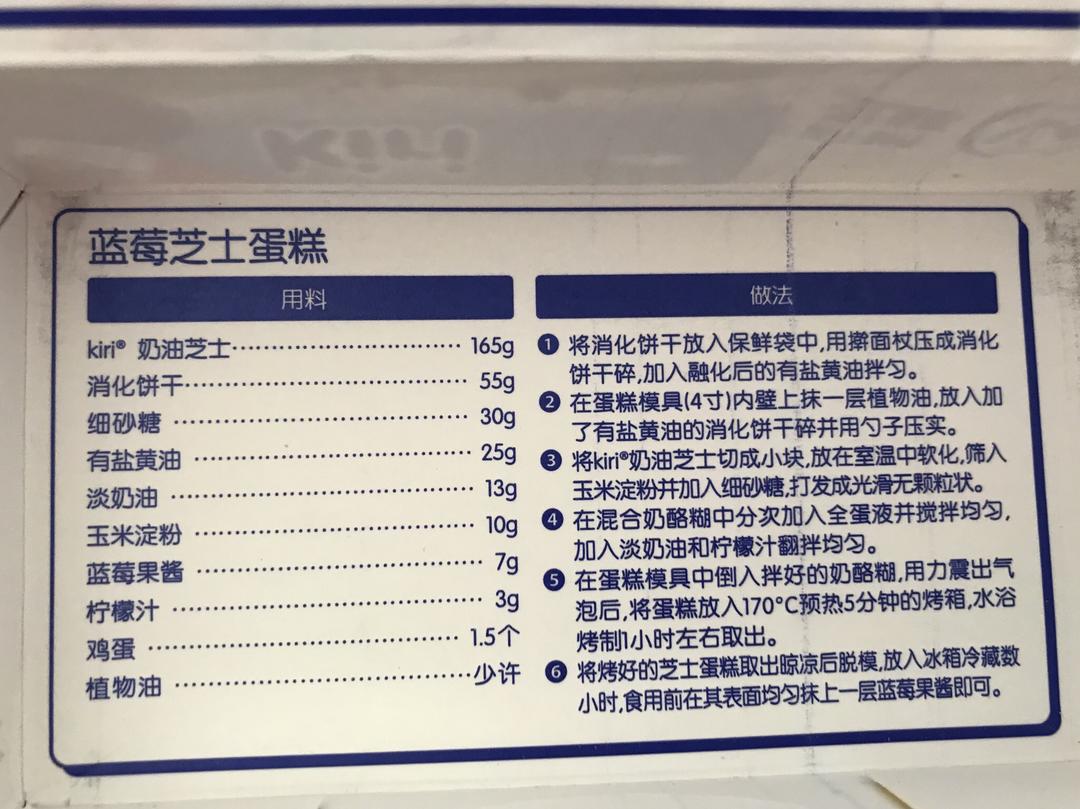 kiri
蓝莓芝士蛋糕
用料
kiri® 奶油芝士 165g
消化饼干 55g
细砂糖 30g
有盐黄油 25g
淡奶油 13g
玉米淀粉 10g
蓝莓果酱 7g
柠檬汁 3g
鸡蛋 1.5个
植物油 少许
做法
❶ 将消化饼干放入保鲜袋中,用擀面杖压成消化
饼干碎,加入融化后的有盐黄油拌匀。
❷ 在蛋糕模具(4寸)内壁上抹一层植物油,放入加
了有盐黄油的消化饼干碎并用勺子压实。
❸ 将kiri®奶油芝士切成小块,放在室温中软化,筛入
玉米淀粉并加入细砂糖,打发成光滑无颗粒状。
❹ 在混合奶酪糊中分次加入全蛋液并搅拌均匀,
加入淡奶油和柠檬汁翻拌均匀。
❺ 在蛋糕模具中倒入拌好的奶酪糊,用力震出气
泡后,将蛋糕放入170°C预热5分钟的烤箱,水浴
烤制1小时左右取出。
❻ 将烤好的芝士蛋糕取出晾凉后脱模,放入冰箱冷藏数
小时,食用前在其表面均匀抹上一层蓝莓果酱即可。